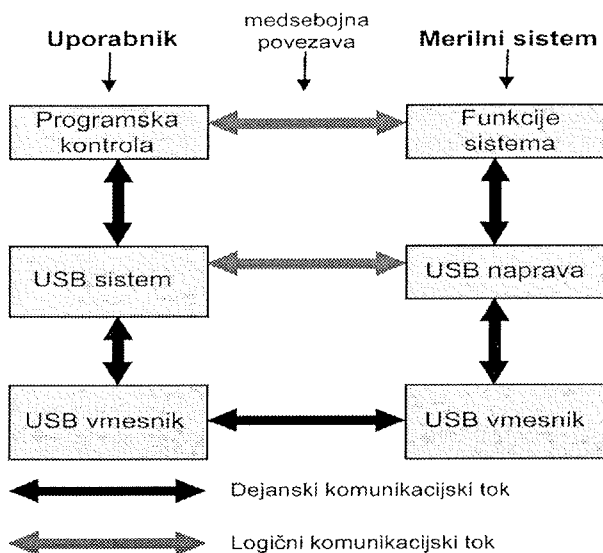 Uporabnik
medsebojna
povezava
Merilni sistem
Programska
kontrola
Funkcije
sistema
USB sistem
USB naprava
USB vmesnik
USB vmesnik
Dejanski komunikacijski tok
Logični komunikacijski tok